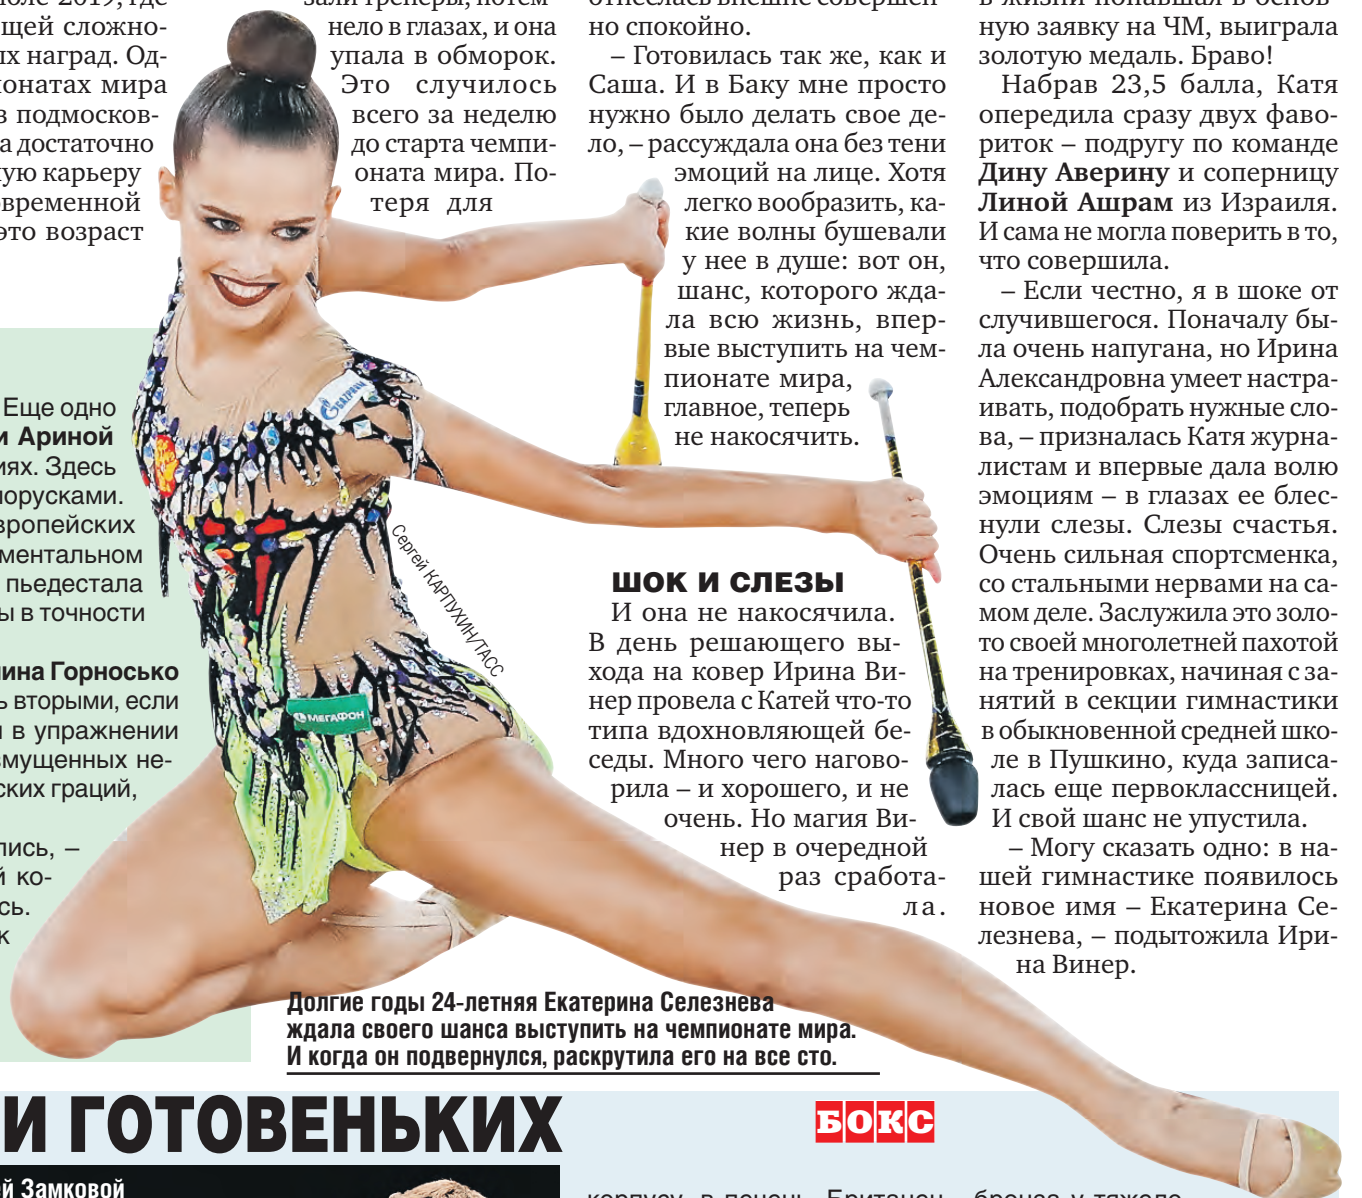 щей сложно-
ых наград. Од-
онатах мира
в подмосков-
а достаточно
ую карьеру
временной
это возраст
зали тренеры, потем-
нело в глазах, и она
упала в обморок.
Это случилось
всего за неделю
до старта чемпи-
оната мира. По-
теря для
но спокойно.
– Готовилась так же, как и
Саша. И в Баку мне просто
нужно было делать свое де-
ло, – рассуждала она без тени
эмоций на лице. Хотя
легко вообразить, ка-
кие волны бушевали
у нее в душе: вот он,
шанс, которого жда-
ла всю жизнь, впер-
вые выступить на чем-
пионате мира,
главное, теперь
не накосячить.
ШОК И СЛЕЗЫ
И она не накосячила.
В день решающего вы-
хода на ковер Ирина Ви-
нер провела с Катей что-то
типа вдохновляющей бе-
седы. Много чего нагово-
рила – и хорошего, и не
очень. Но магия Ви-
нер в очередной
раз сработа-
ла.
ную заявку на ЧМ, выиграла
золотую медаль. Браво!
Набрав 23,5 балла, Катя
опередила сразу двух фаво-
риток – подругу по команде
Дину Аверину и соперницу
Линой Ашрам из Израиля.
И сама не могла поверить в то,
что совершила.
– Если честно, я в шоке от
случившегося. Поначалу бы-
ла очень напугана, но Ирина
Александровна умеет настра-
ивать, подобрать нужные сло-
ва, – призналась Катя журна-
листам и впервые дала волю
эмоциям – в глазах ее блес-
нули слезы. Слезы счастья.
Очень сильная спортсменка,
со стальными нервами на са-
мом деле. Заслужила это золо-
то своей многолетней пахотой
на тренировках, начиная с за-
нятий в секции гимнастики
в обыкновенной средней шко-
ле в Пушкино, куда записа-
лась еще первоклассницей.
И свой шанс не упустила.
– Могу сказать одно: в на-
шей гимнастике появилось
новое имя – Екатерина Се-
лезнева, – подытожила Ири-
на Винер.
Еще одно
и Ариной
иях. Здесь
лорусками.
вропейских
ментальном
пьедестала
ы в точности
ина Горносько
ь вторыми, если
в упражнении
змущенных не-
ских граций,
лись, –
й ко-
сь.
к
ГАЗПРОМ
МЕГАФОН
Сергей КАРПУХИН/ТАСС
Долгие годы 24-летняя Екатерина Селезнева
ждала своего шанса выступить на чемпионате мира.
И когда он подвернулся, раскрутила его на все сто.
И ГОТОВЕНЬКИХ
БОКС
ей Замковой